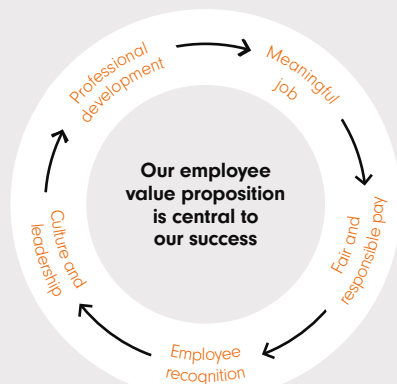 Professional
development
Meaningful
job
Fair and
responsible pay
Employee
recognition
Culture and
leadership
Our employee
value proposition
is central to
our success